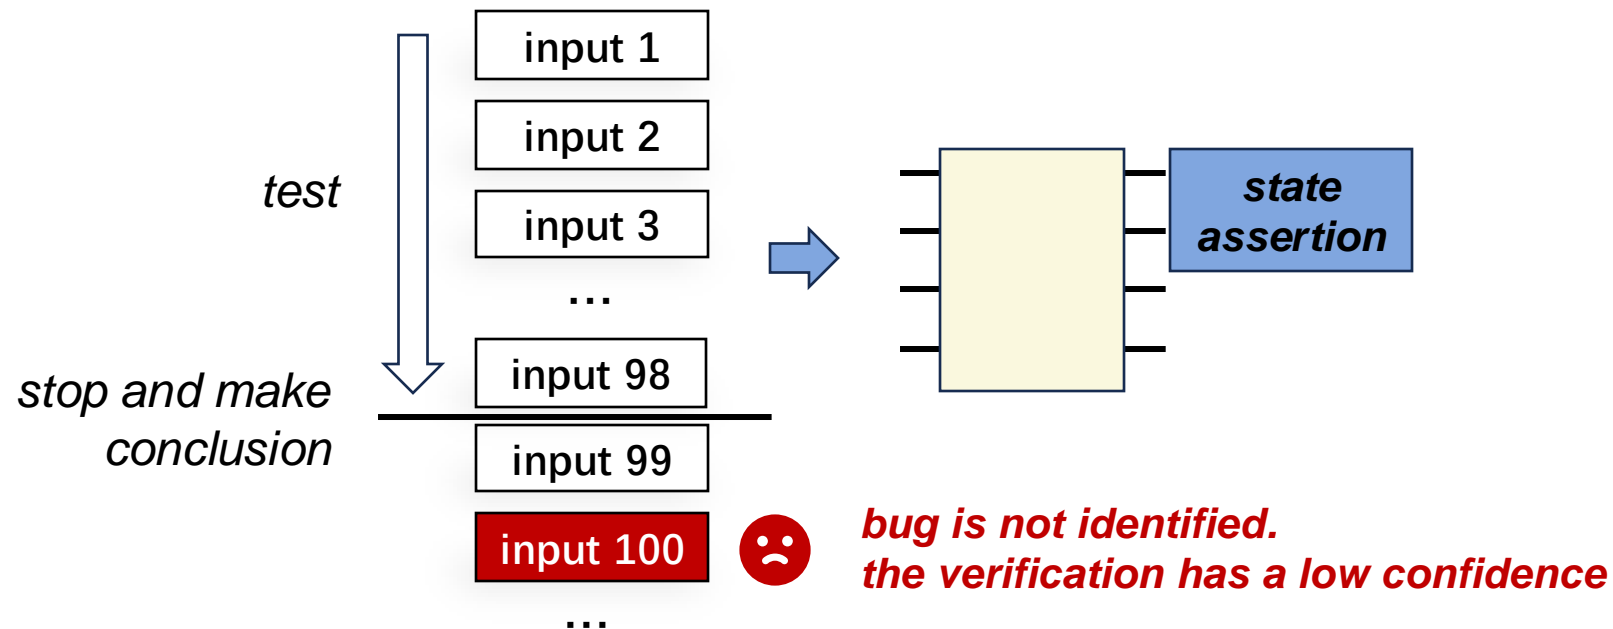 input 1
input 2
test
input 3
...
state
assertion
input 98
stop and make
conclusion
input 99
input 100
bug is not identified.
the verification has a low confidence
...